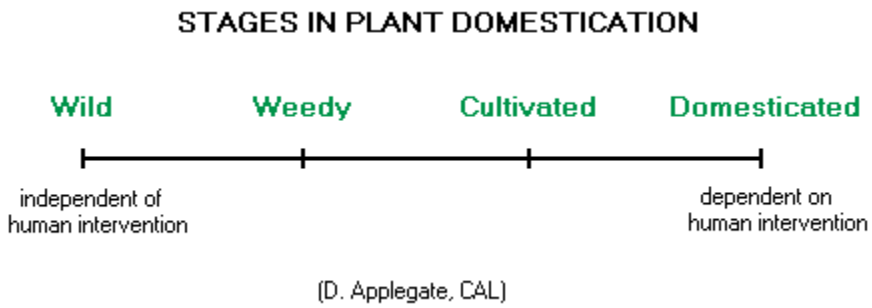 STAGES IN PLANT DOMESTICATION
Wild Weedy Cultivated Domesticated
independent of
human intervention
dependent on
human intervention
(D. Applegate, CAL)